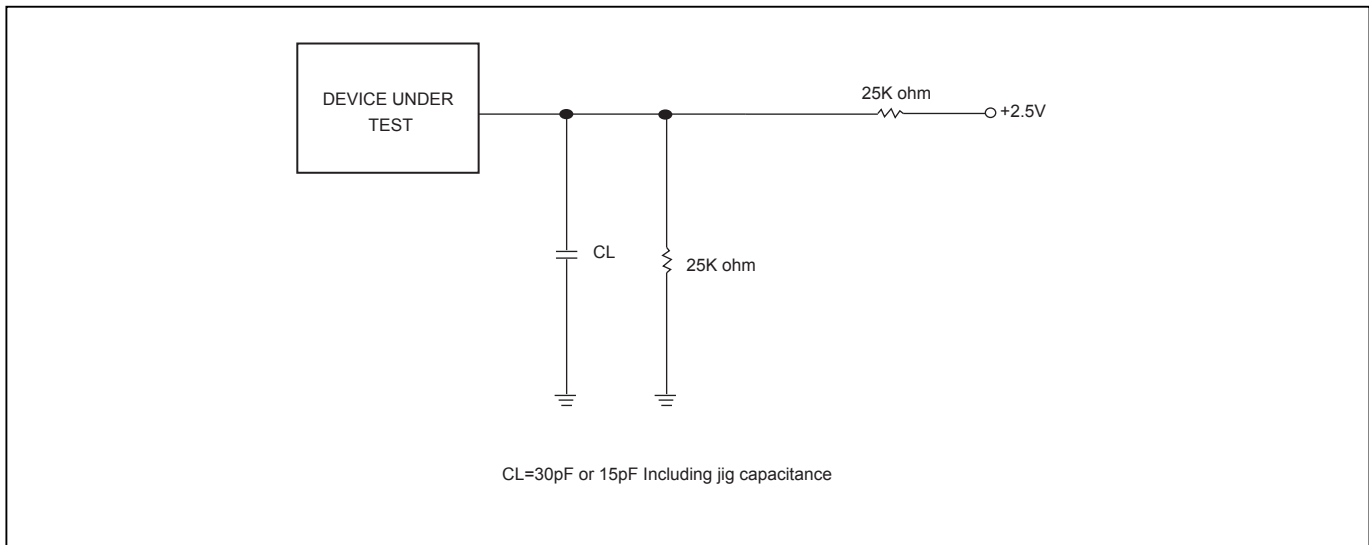 DEVICE UNDER
TEST
25K ohm
+2.5V
CL
25K ohm
CL=30pF or 15pF Including jig capacitance